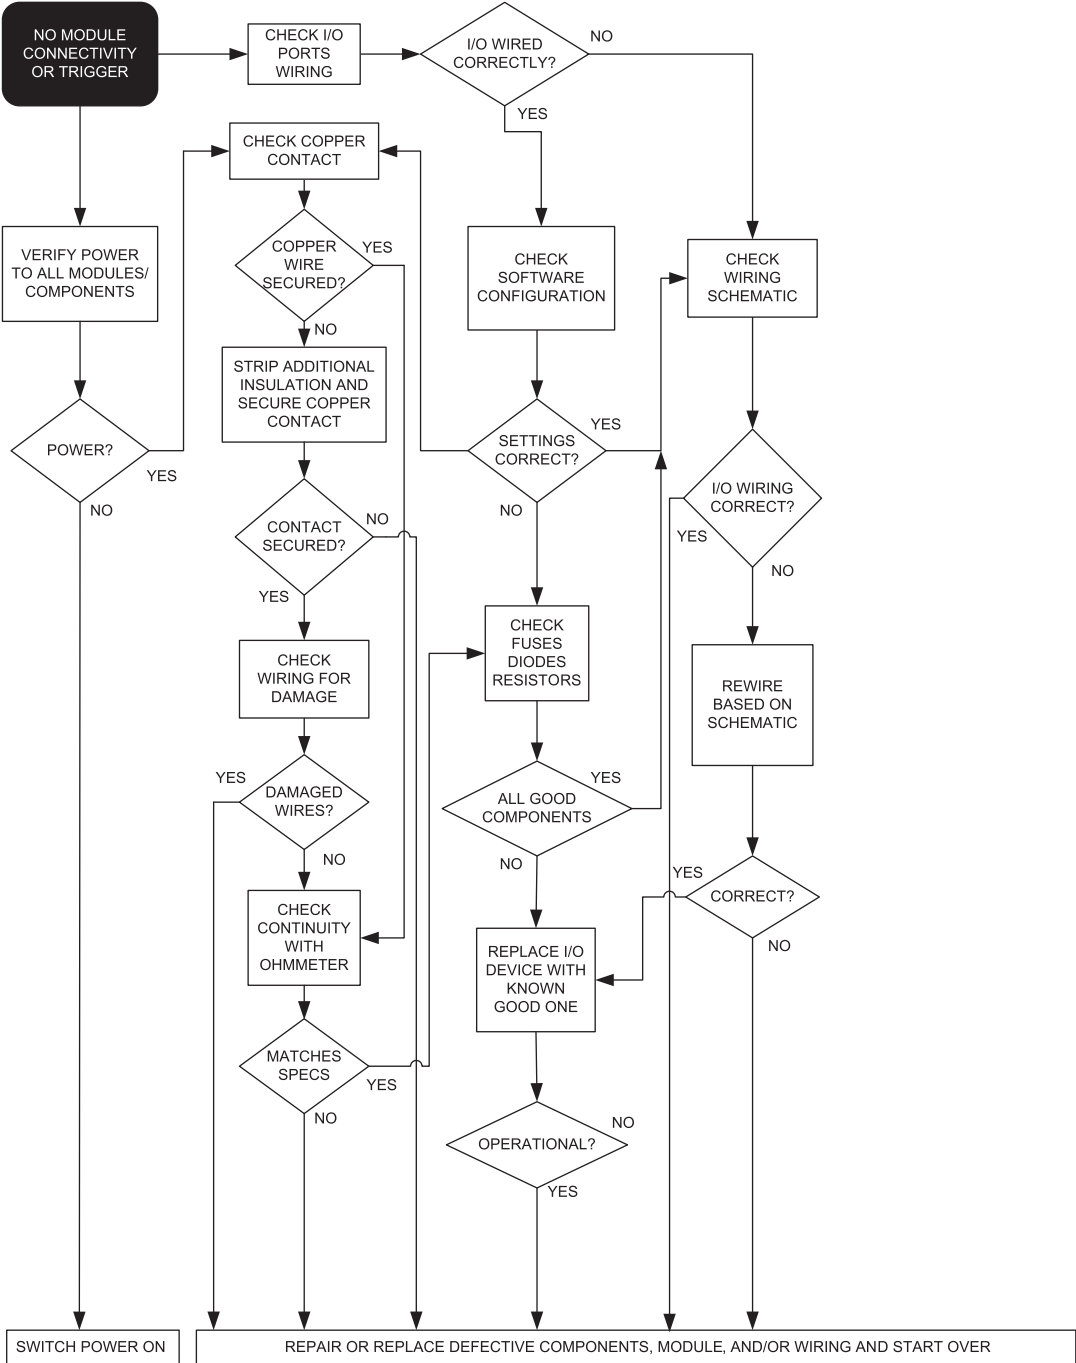 NO MODULE
CONNECTIVITY
OR TRIGGER
CHECK I/O
PORTS
WIRING
I/O WIRED
CORRECTLY?
NO
YES
CHECK COPPER
CONTACT
VERIFY POWER
TO ALL MODULES/
COMPONENTS
COPPER
WIRE
SECURED?
YES
NO
CHECK
SOFTWARE
CONFIGURATION
CHECK
WIRING
SCHEMATIC
STRIP ADDITIONAL
INSULATION AND
SECURE COPPER
CONTACT
POWER?
YES
NO
SETTINGS
CORRECT?
YES
NO
I/O WIRING
CORRECT?
YES
NO
CONTACT
SECURED?
NO
YES
CHECK
WIRING FOR
DAMAGE
CHECK
FUSES
DIODES
RESISTORS
REWIRE
BASED ON
SCHEMATIC
YES
DAMAGED
WIRES?
NO
ALL GOOD
COMPONENTS
YES
NO
YES
CORRECT?
NO
CHECK
CONTINUITY
WITH
OHMMETER
REPLACE I/O
DEVICE WITH
KNOWN
GOOD ONE
MATCHES
SPECS
YES
NO
OPERATIONAL?
NO
YES
SWITCH POWER ON
REPAIR OR REPLACE DEFECTIVE COMPONENTS, MODULE, AND/OR WIRING AND START OVER